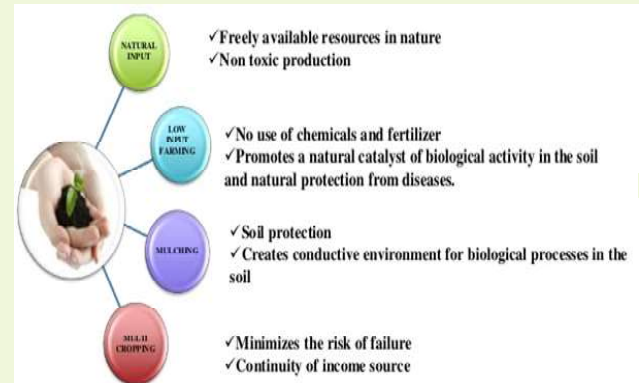 NATURAL
INPUT
✓Freely available resources in nature
✓Non toxic production
LOW
INPUT
FARMING
✓No use of chemicals and fertilizer
✓Promotes a natural catalyst of biological activity in the soil
and natural protection from diseases.
MULCHING
✓Soil protection
✓Creates conductive environment for biological processes in the
soil
MULTI
CROPPING
✓Minimizes the risk of failure
✓Continuity of income source